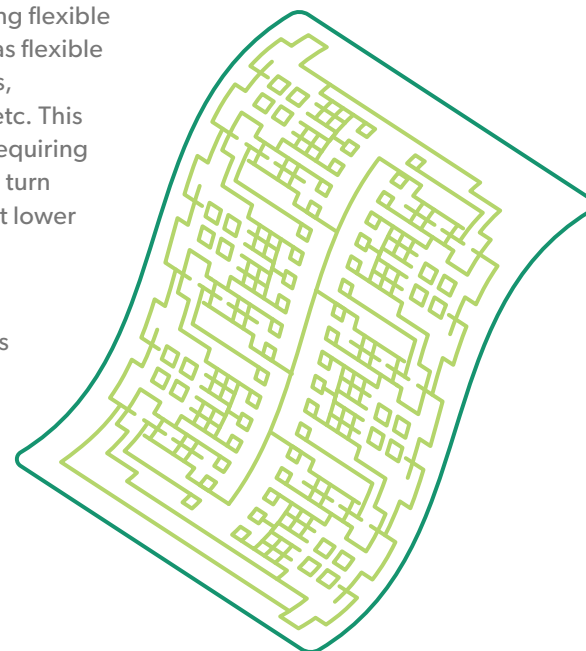 ng flexible
as flexible
s,
etc. This
equiring
turn
t lower
s